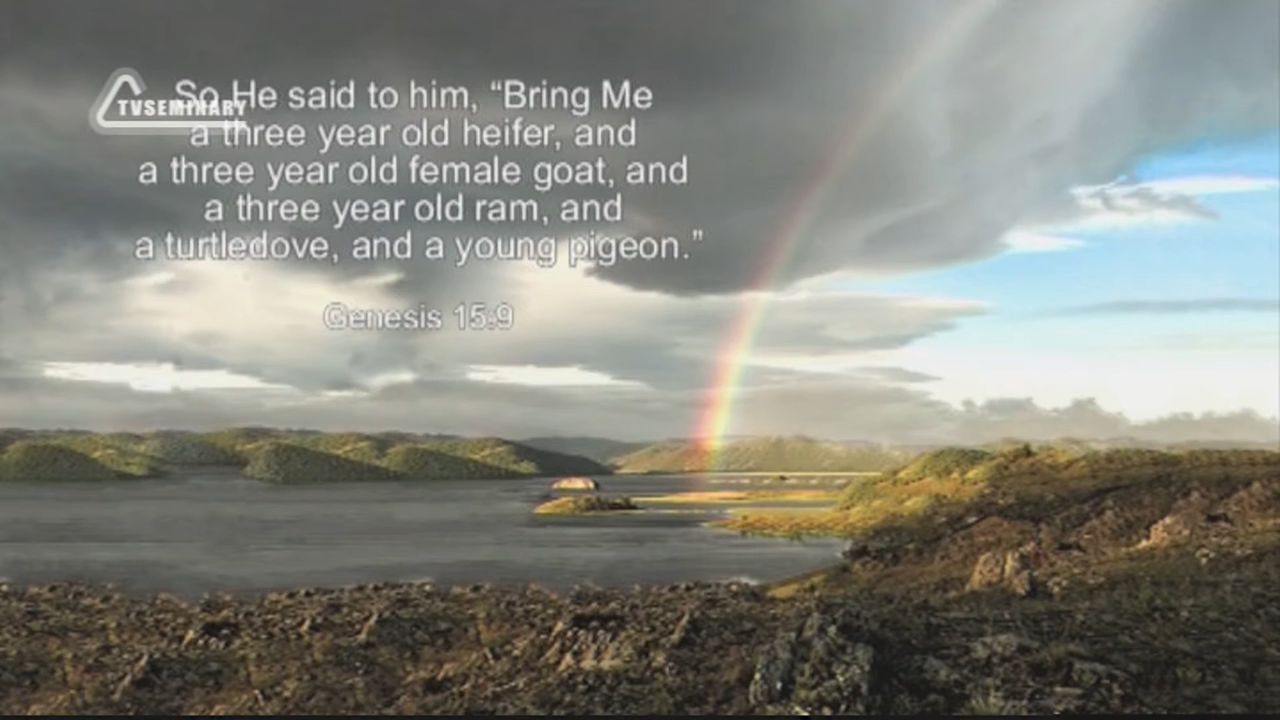 TVSEMINARY
So He said to him, “Bring Me
a three year old heifer, and
a three year old female goat, and
a three year old ram, and
a turtledove, and a young pigeon.”
Genesis 15:9